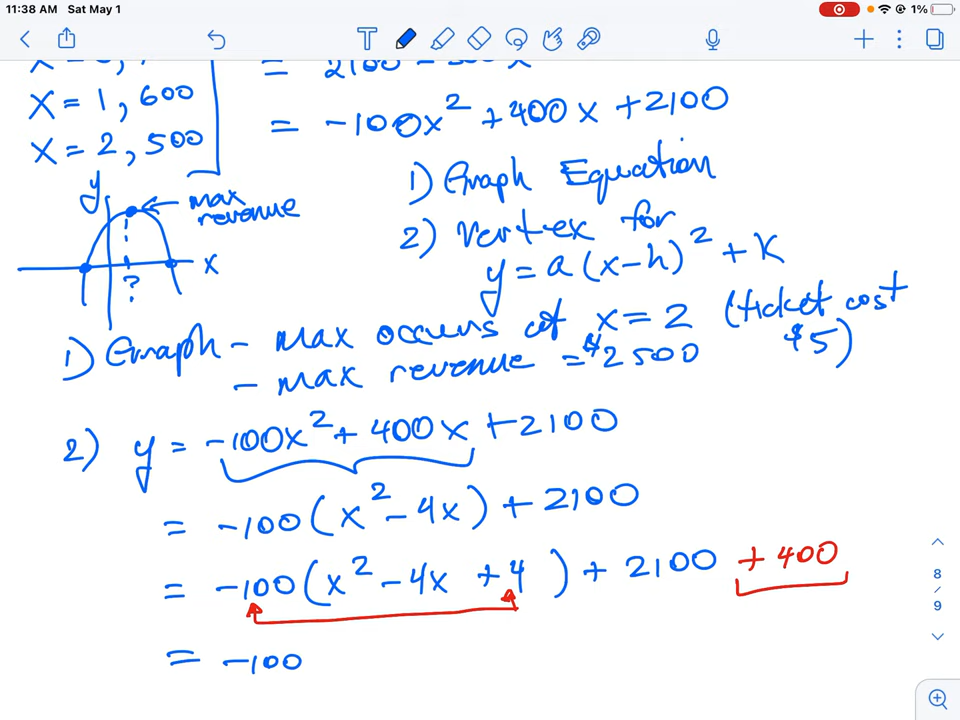 11:38 AM Sat May 1
1%
= 2100
X = 1, 600
= -100x² + 400x + 2100
X = 2, 500
1) Graph Equation
y
max
revenue
2) Vertex for
y = a(x-h)² + k
x
?
1) Graph - max occurs at x = 2 (ticket cost
$5)
- max revenue = $2500
2) y = -100x² + 400x + 2100
= -100(x² - 4x) + 2100
= -100(x² - 4x + 4) + 2100 + 400
= -100
8
/
9